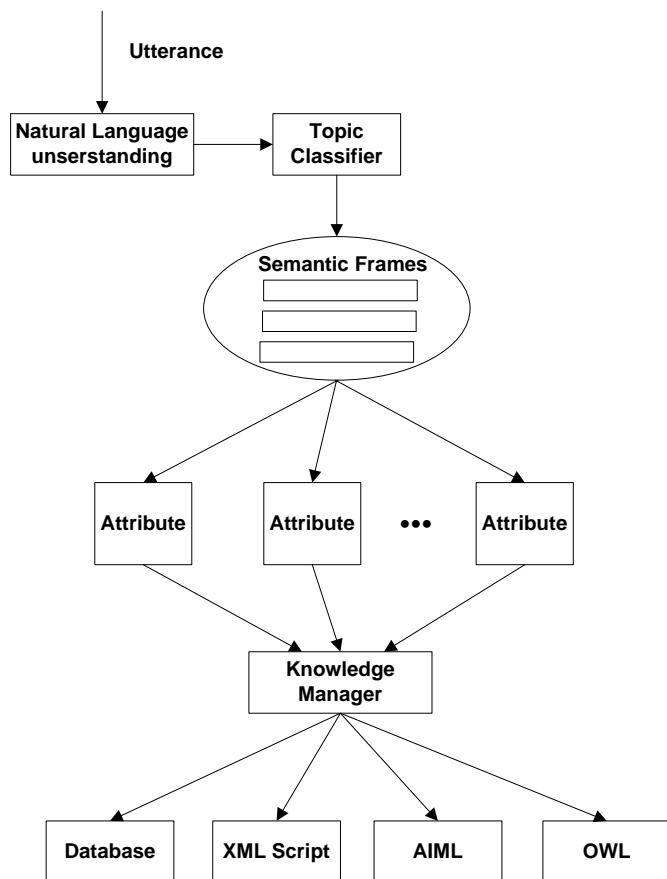 Utterance
Natural Language
unserstanding
Topic
Classifier
Semantic Frames
Attribute
Attribute
•••
Attribute
Knowledge
Manager
Database
XML Script
AIML
OWL